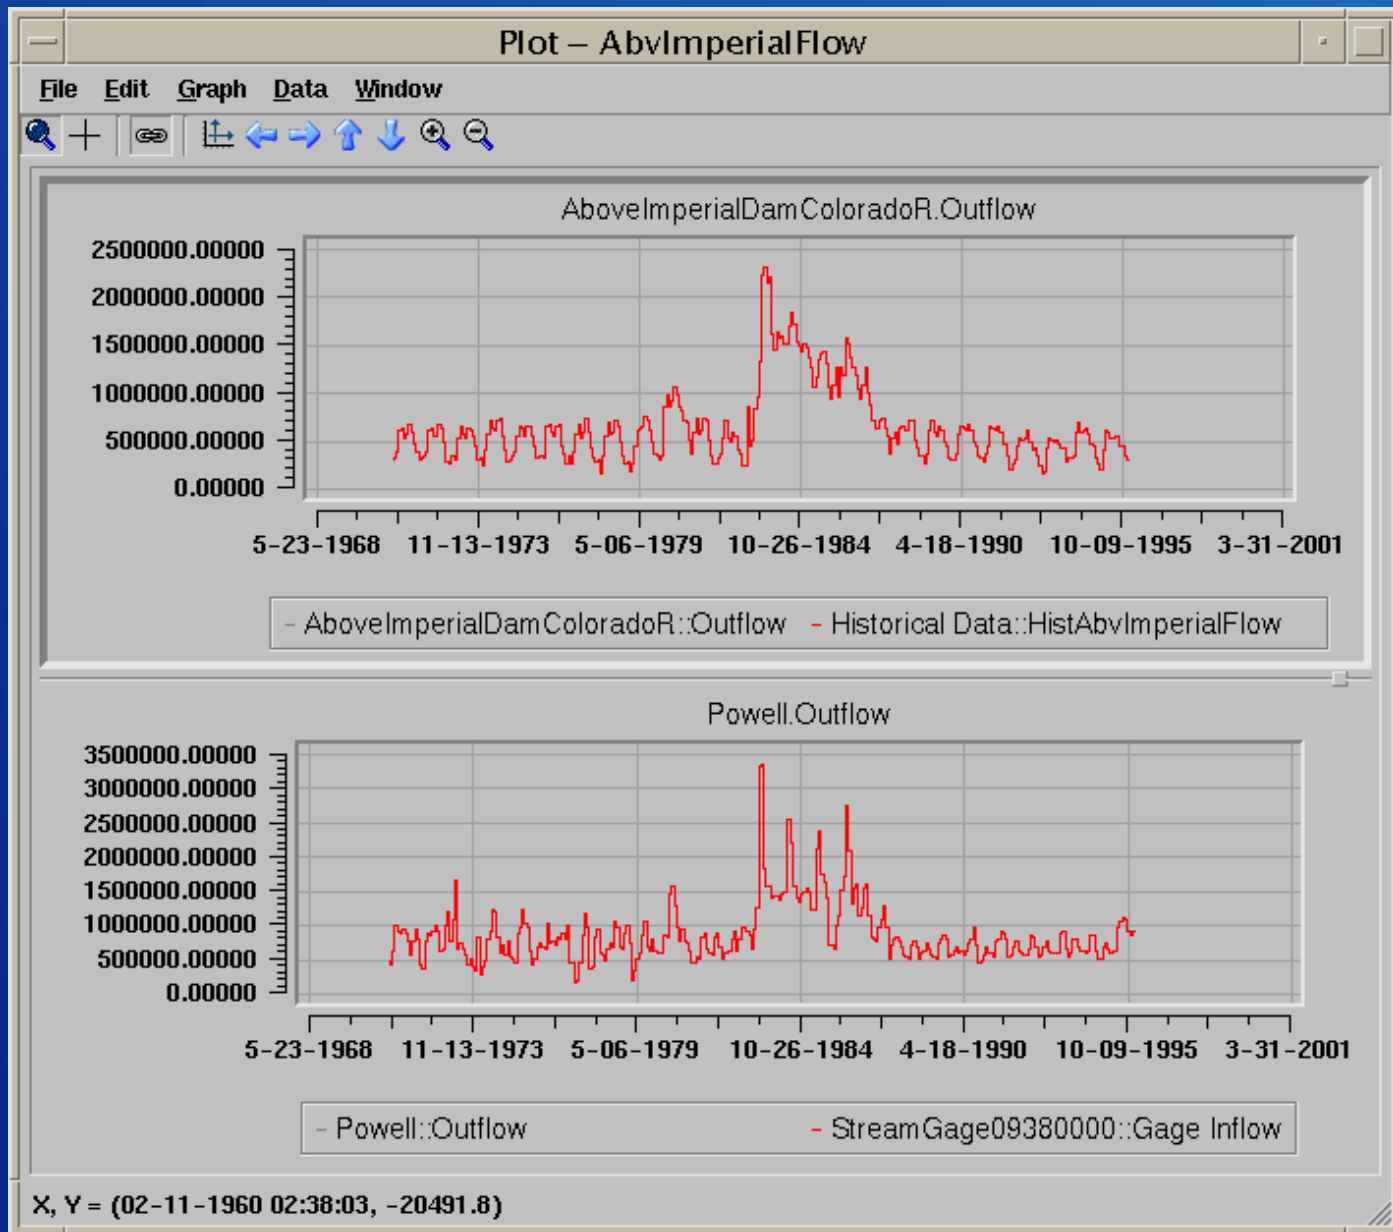 Plot – AbvImperialFlow
File Edit Graph Data Window
AboveImperialDamColoradoR.Outflow
2500000.00000
2000000.00000
1500000.00000
1000000.00000
500000.00000
0.00000
5-23-1968 11-13-1973 5-06-1979 10-26-1984 4-18-1990 10-09-1995 3-31-2001
– AboveImperialDamColoradoR::Outflow – Historical Data::HistAbvImperialFlow
Powell.Outflow
3500000.00000
3000000.00000
2500000.00000
2000000.00000
1500000.00000
1000000.00000
500000.00000
0.00000
5-23-1968 11-13-1973 5-06-1979 10-26-1984 4-18-1990 10-09-1995 3-31-2001
– Powell::Outflow – StreamGage09380000::Gage Inflow
X, Y = (02-11-1960 02:38:03, -20491.8)